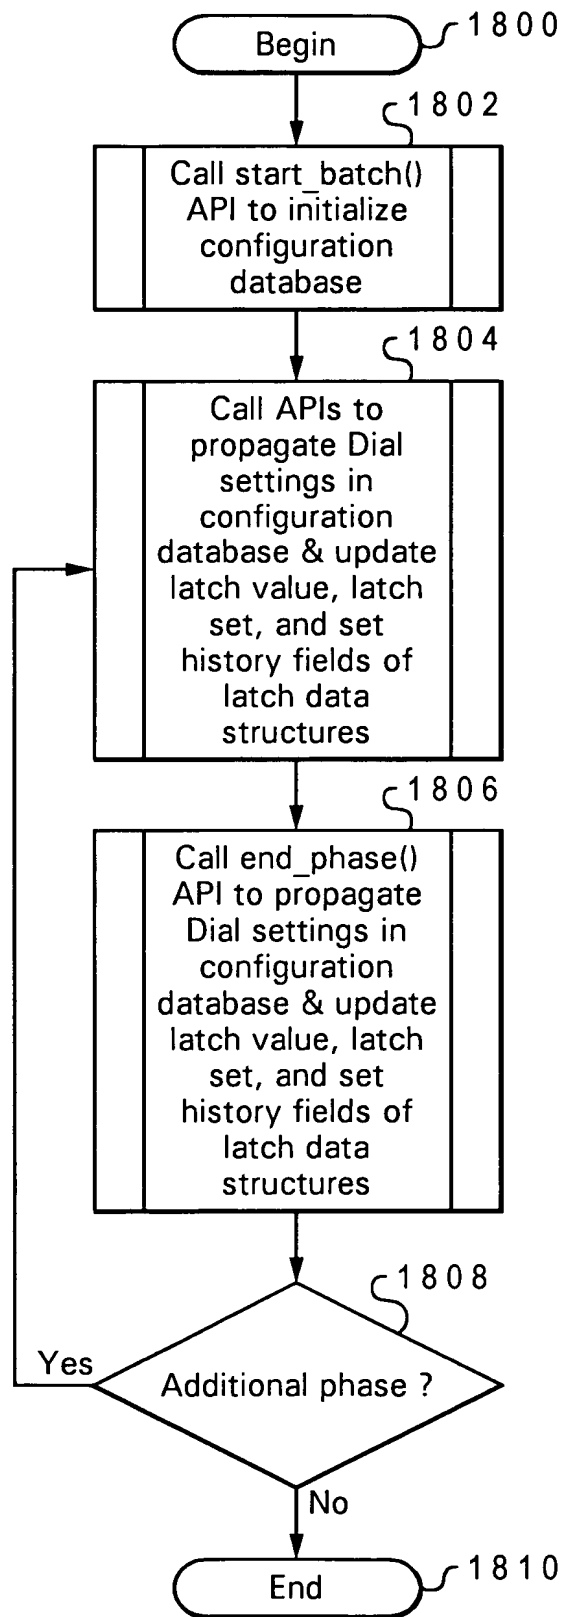 Begin
1800
1802
Call start_batch()
API to initialize
configuration
database
1804
Call APIs to
propagate Dial
settings in
configuration
database & update
latch value, latch
set, and set
history fields of
latch data
structures
1806
Call end_phase()
API to propagate
Dial settings in
configuration
database & update
latch value, latch
set, and set
history fields of
latch data
structures
1808
Yes
Additional phase ?
No
End
1810